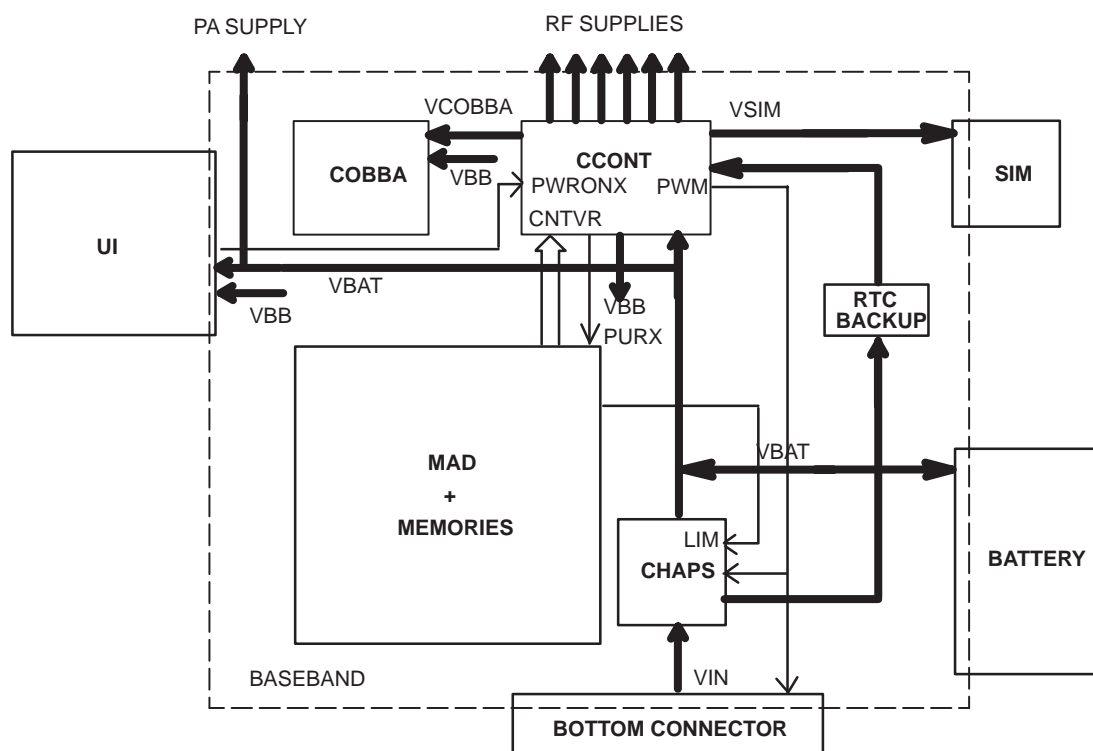 PA SUPPLY
RF SUPPLIES
VCOBBA
VSIM
COBBA
CCONT
SIM
VBB
PWRONX
PWM
CNTVR
UI
VBAT
VBB
VBB
RTC
BACKUP
PURX
MAD
+
MEMORIES
VBAT
LIM
CHAPS
BATTERY
BASEBAND
VIN
BOTTOM CONNECTOR